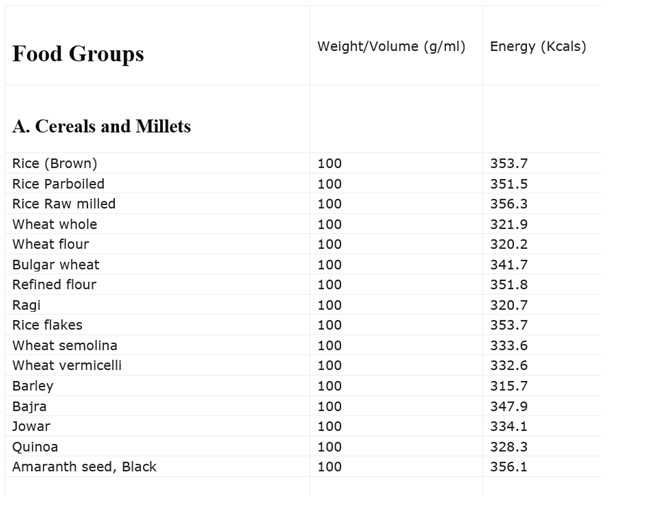 Food Groups Weight/Volume (g/ml) Energy (Kcals)
A. Cereals and Millets
Rice (Brown) 100 353.7
Rice Parboiled 100 351.5
Rice Raw milled 100 356.3
Wheat whole 100 321.9
Wheat flour 100 320.2
Bulgar wheat 100 341.7
Refined flour 100 351.8
Ragi 100 320.7
Rice flakes 100 353.7
Wheat semolina 100 333.6
Wheat vermicelli 100 332.6
Barley 100 315.7
Bajra 100 347.9
Jowar 100 334.1
Quinoa 100 328.3
Amaranth seed, Black 100 356.1